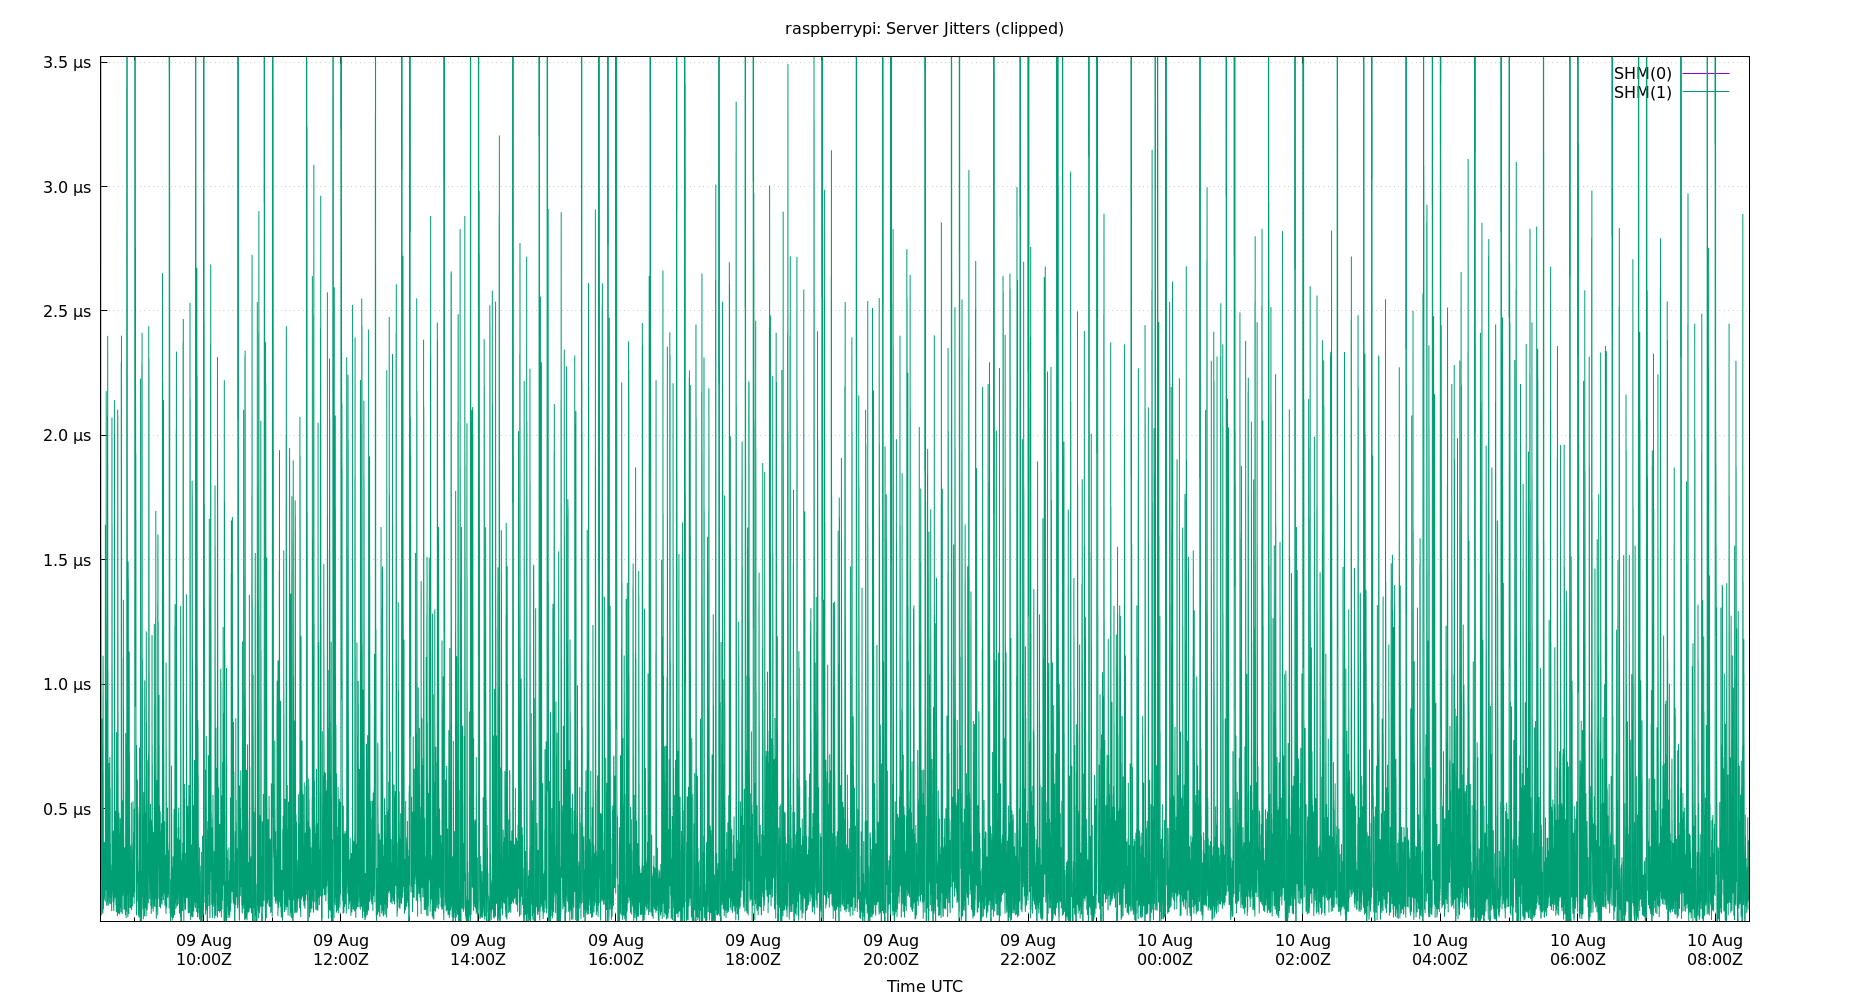 raspberrypi: Server Jitters (clipped)
3.5 µs
3.0 µs
2.5 µs
2.0 µs
1.5 µs
1.0 µs
0.5 µs
SHM(0)
SHM(1)
09 Aug 09 Aug 09 Aug 09 Aug 09 Aug 09 Aug 09 Aug 10 Aug 10 Aug 10 Aug 10 Aug 10 Aug
10:00Z 12:00Z 14:00Z 16:00Z 18:00Z 20:00Z 22:00Z 00:00Z 02:00Z 04:00Z 06:00Z 08:00Z
Time UTC